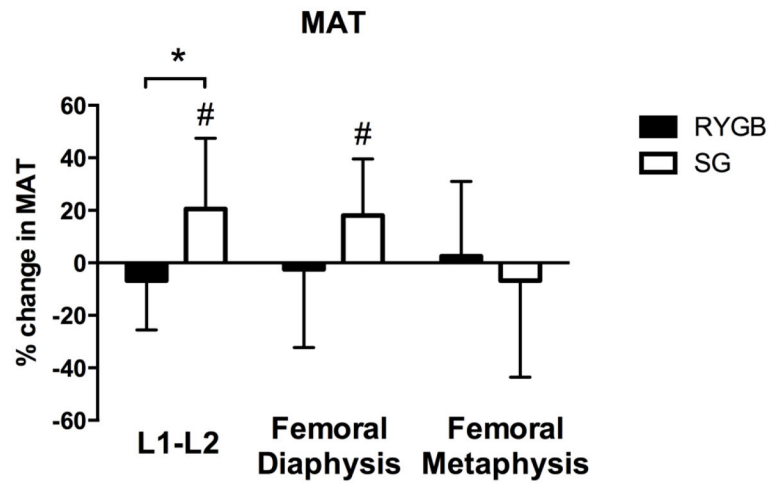 MAT
*
60
#
#
40
20
0
-20
-40
-60
% change in MAT
RYGB
SG
L1-L2
Femoral
Diaphysis
Femoral
Metaphysis